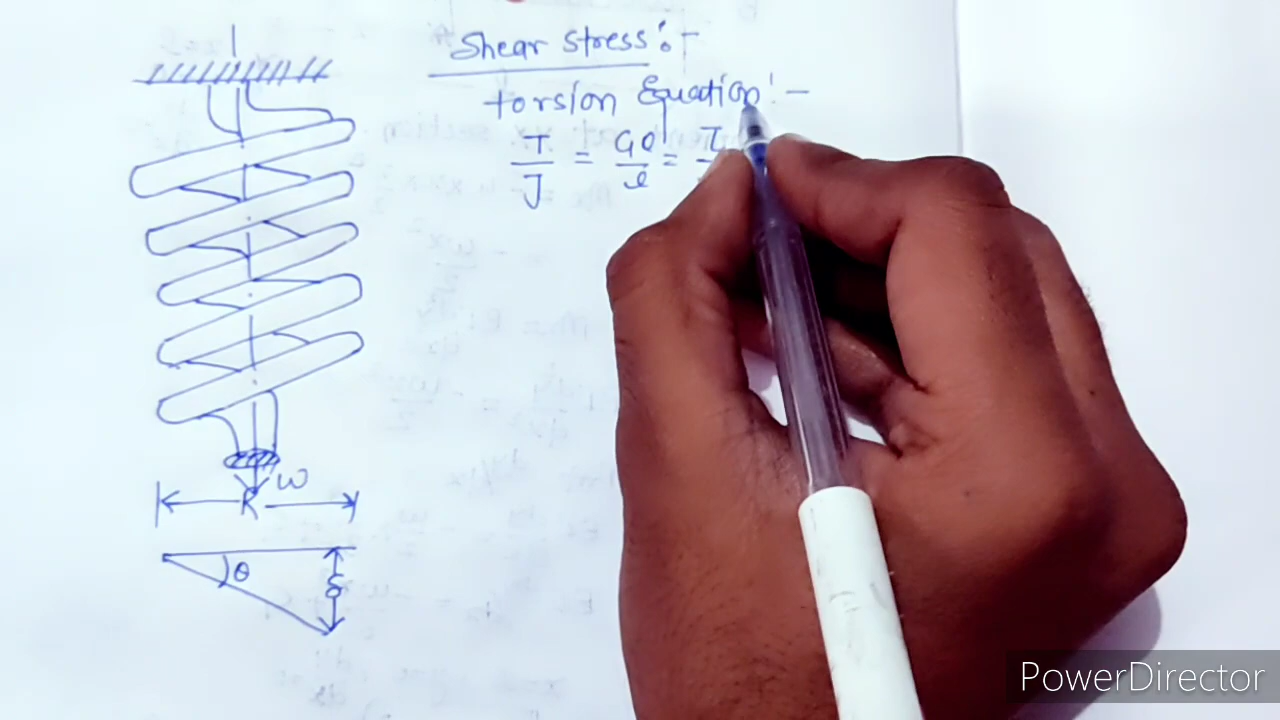 Shear Stress:-
torsion Equation:-
T/J = Gθ/l = τ
W
R
θ
δ
PowerDirector